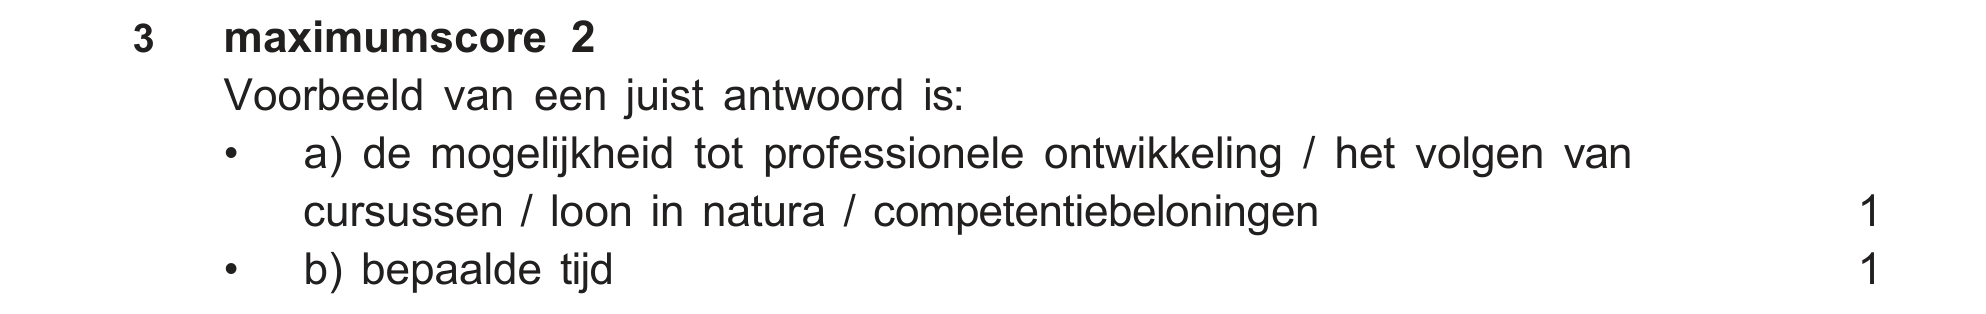 3 maximumscore 2
Voorbeeld van een juist antwoord is:
• a) de mogelijkheid tot professionele ontwikkeling / het volgen van
cursussen / loon in natura / competentiebeloningen 1
• b) bepaalde tijd 1